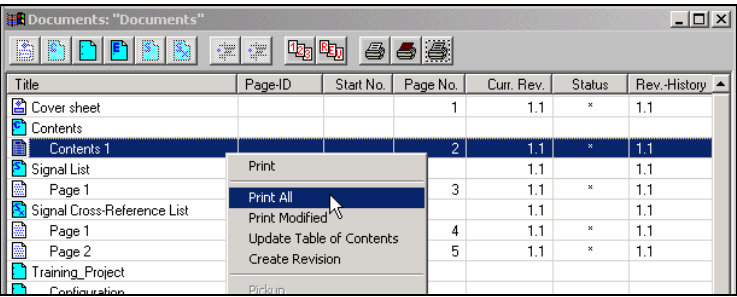 Documents: "Documents"
123 REV
Title Page-ID Start No. Page No. Curr. Rev. Status Rev.-History
Cover sheet 1 1.1 * 1.1
Contents
Contents 1 2 1.1 * 1.1
Signal List 1.1 1.1
Page 1 3 1.1 * 1.1
Signal Cross-Reference List 1.1 1.1
Page 1 4 1.1 * 1.1
Page 2 5 1.1 * 1.1
Training_Project
Configuration
Print
Print All
Print Modified
Update Table of Contents
Create Revision
Pickup